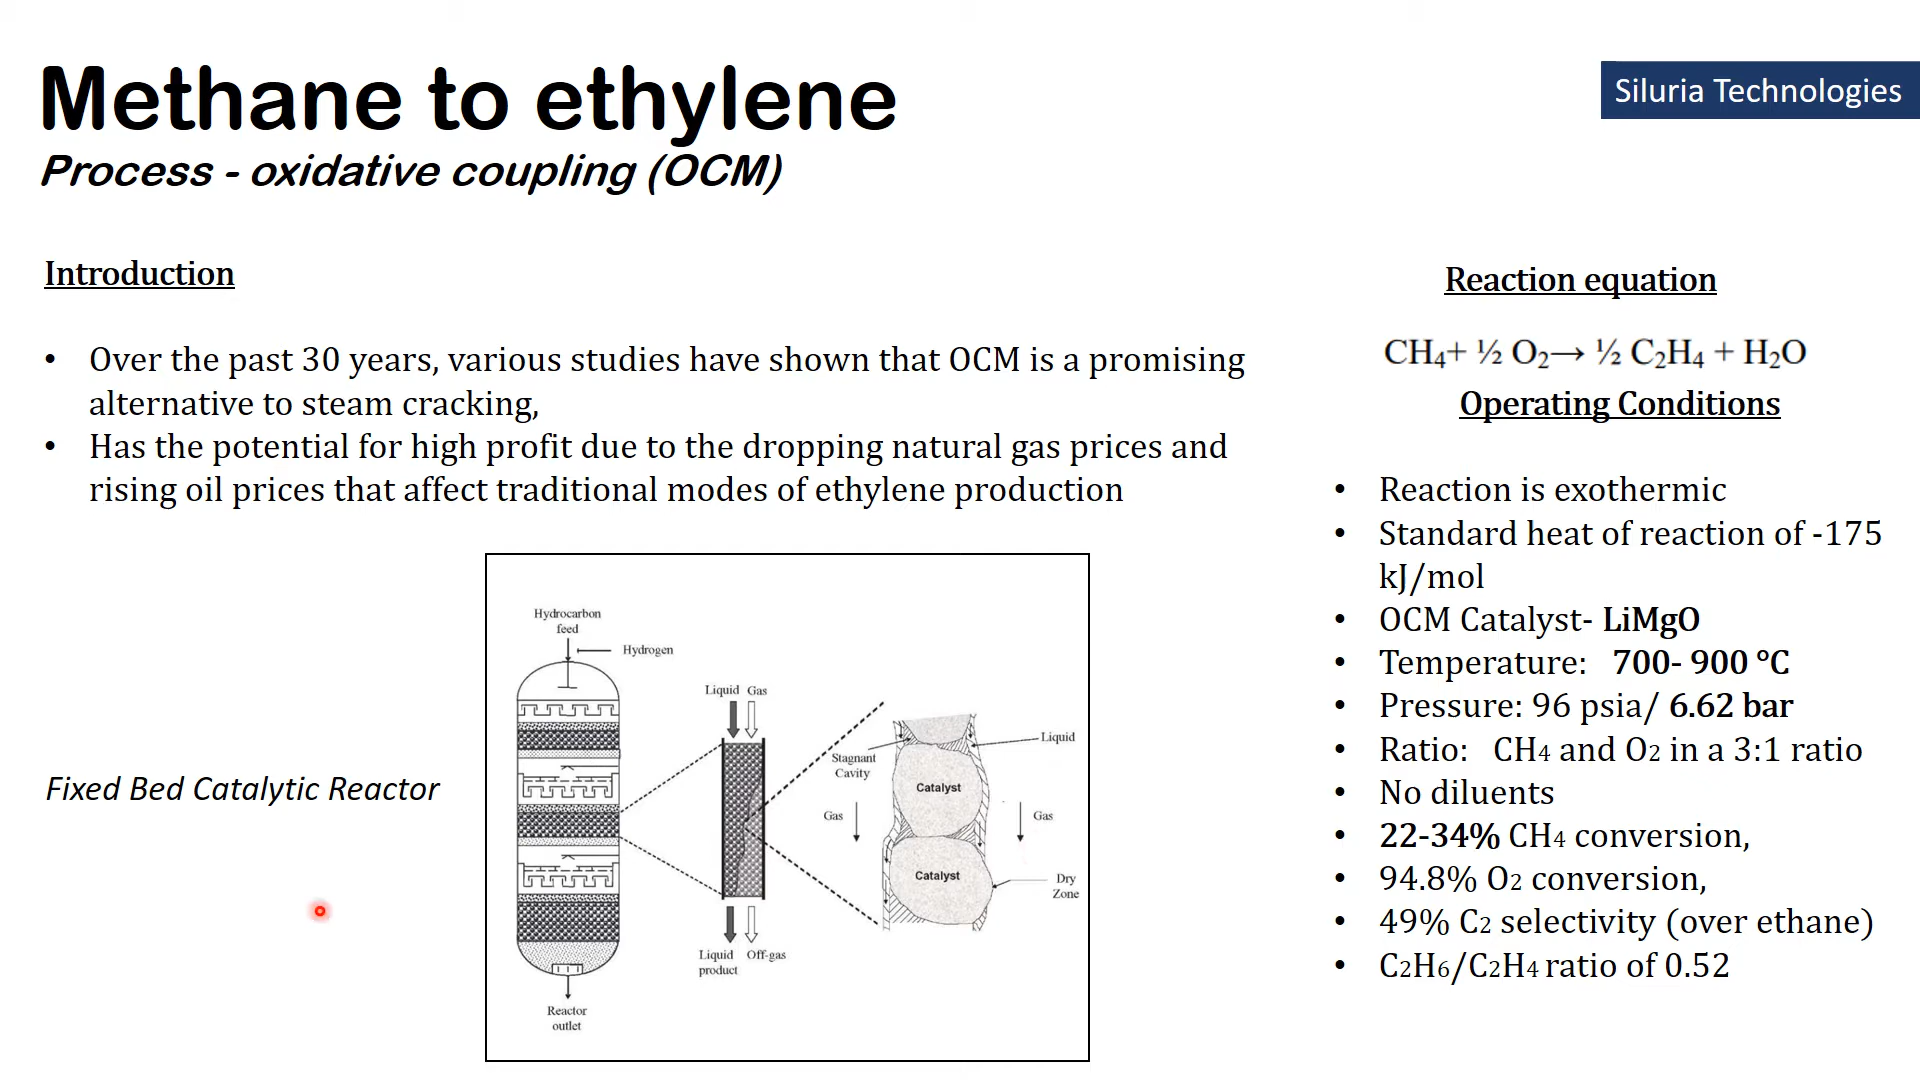 Methane to ethylene
Process - oxidative coupling (OCM)
Siluria Technologies
Introduction
• Over the past 30 years, various studies have shown that OCM is a promising
alternative to steam cracking,
• Has the potential for high profit due to the dropping natural gas prices and
rising oil prices that affect traditional modes of ethylene production
Fixed Bed Catalytic Reactor
Hydrocarbon
feed
Hydrogen
Reactor
outlet
Liquid Gas
Liquid
product
Off-gas
Stagnant
Cavity
Liquid
Catalyst
Gas
Gas
Catalyst
Dry
Zone
Reaction equation
CH₄+ ½ O₂→ ½ C₂H₄ + H₂O
Operating Conditions
• Reaction is exothermic
• Standard heat of reaction of -175
kJ/mol
• OCM Catalyst- LiMgO
• Temperature: 700- 900 °C
• Pressure: 96 psia/ 6.62 bar
• Ratio: CH₄ and O₂ in a 3:1 ratio
• No diluents
• 22-34% CH₄ conversion,
• 94.8% O₂ conversion,
• 49% C₂ selectivity (over ethane)
• C₂H₆/C₂H₄ ratio of 0.52